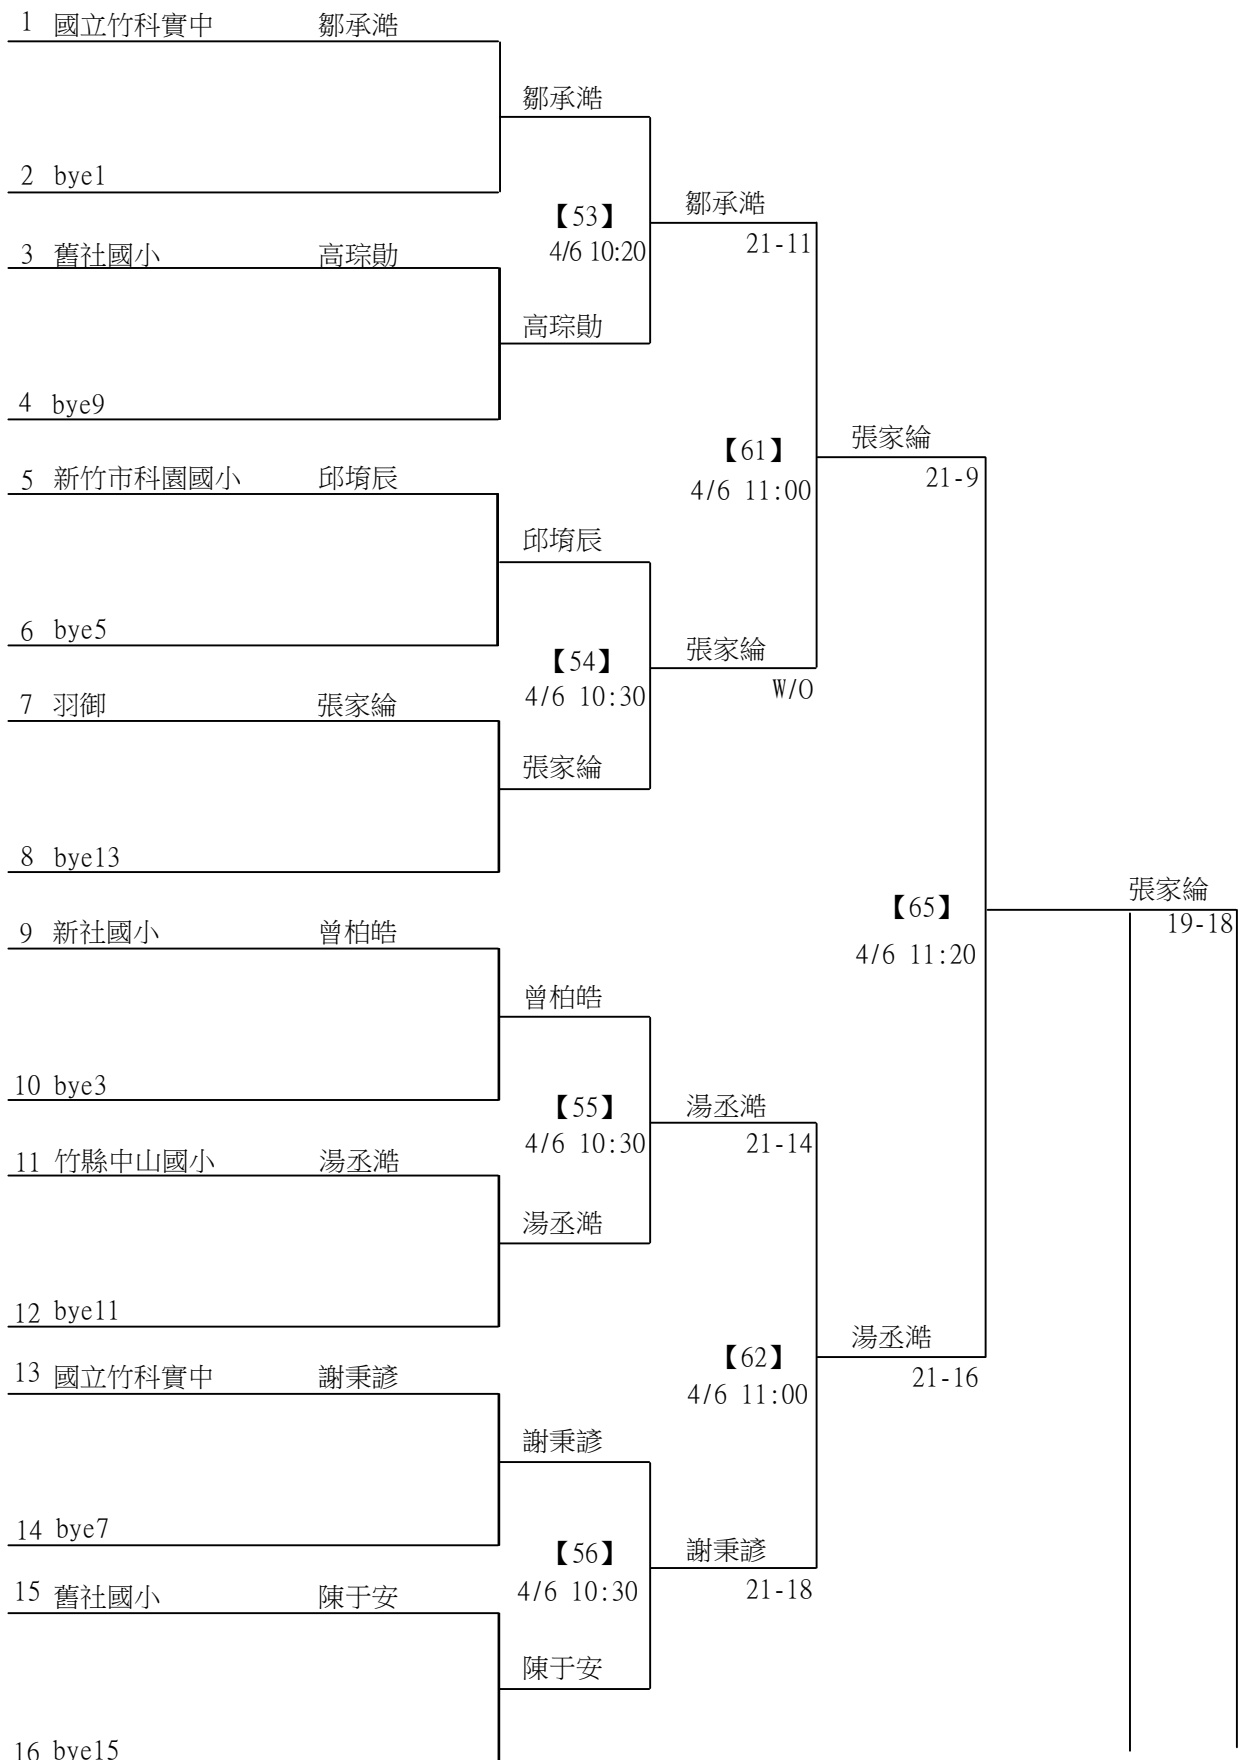 1 國立竹科實中 鄒承澔
鄒承澔
2 bye1
【53】
鄒承澔
4/6 10:20
21-11
3 舊社國小 高琮勛
高琮勛
4 bye9
【61】
張家綸
4/6 11:00
21-9
5 新竹市科園國小 邱堉辰
邱堉辰
6 bye5
【54】
張家綸
4/6 10:30
W/O
7 羽御 張家綸
張家綸
8 bye13
【65】
張家綸
4/6 11:20
19-18
9 新社國小 曾柏皓
曾柏皓
10 bye3
【55】
湯丞澔
4/6 10:30
21-14
11 竹縣中山國小 湯丞澔
湯丞澔
12 bye11
【62】
湯丞澔
4/6 11:00
21-16
13 國立竹科實中 謝秉諺
謝秉諺
14 bye7
【56】
謝秉諺
4/6 10:30
21-18
15 舊社國小 陳于安
陳于安
16 bye15